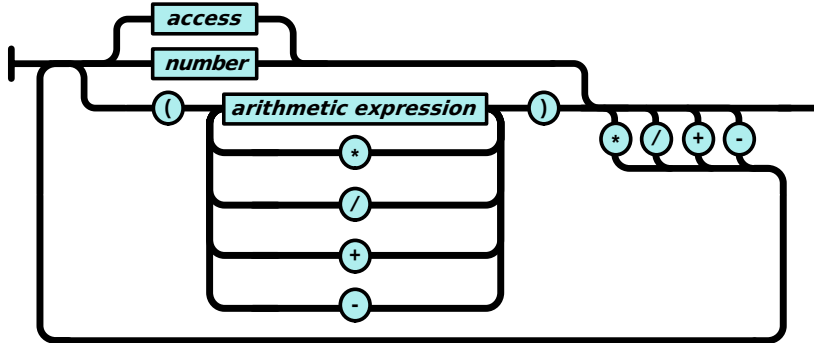 access
number
( arithmetic expression )
* / + -
*
/
+
-